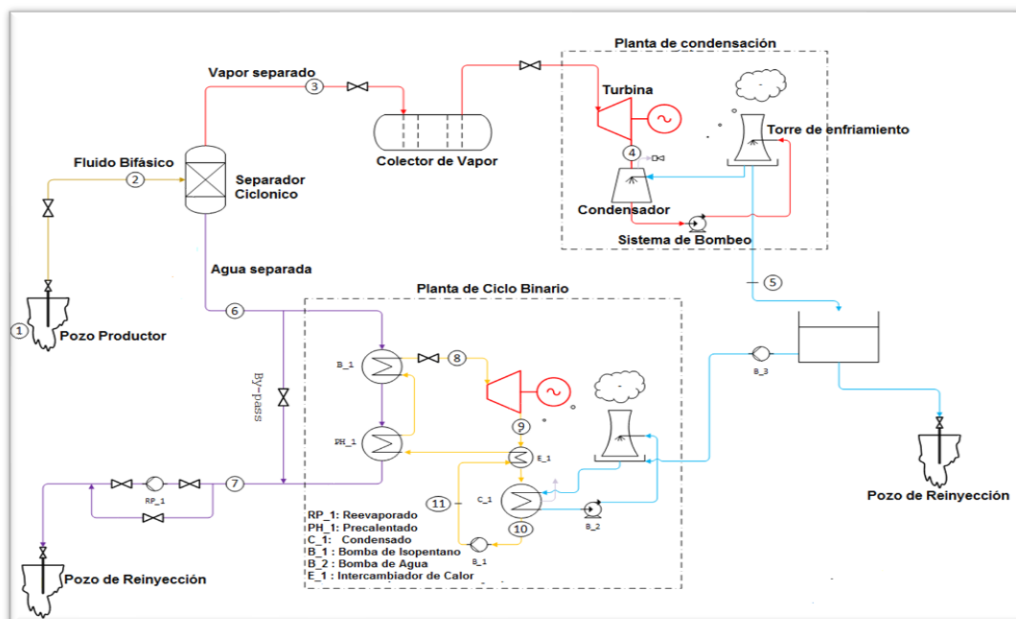 Planta de condensación
Vapor separado
3
Turbina
Torre de enfriamiento
Colector de Vapor
4
Fluido Bifásico
2
Separador
Ciclonico
Condensador
Sistema de Bombeo
Agua separada
5
Planta de Ciclo Binario
1
Pozo Productor
6
B_1
8
B_3
By-pass
9
PH_1
E_1
Pozo de Reinyección
7
11
C_1
RP_1
RP_1: Reevaporado
PH_1: Precalentado
C_1: Condensado
B_1 : Bomba de Isopentano
B_2 : Bomba de Agua
E_1 : Intercambiador de Calor
10
B_2
B_1
Pozo de Reinyección